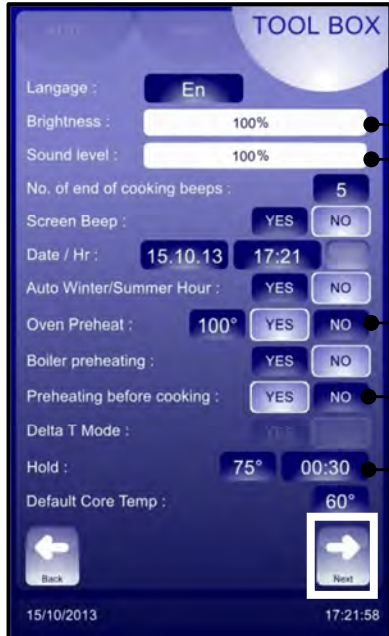 TOOL BOX
Langage : En
Brightness : 100%
Sound level : 100%
No. of end of cooking beeps : 5
Screen Beep : YES NO
Date / Hr : 15.10.13 17:21
Auto Winter/Summer Hour : YES NO
Oven Preheat : 100° YES NO
Boiler preheating : YES NO
Preheating before cooking : YES NO
Delta T Mode : YES
Hold : 75° 00:30
Default Core Temp : 60°
Back Next
15/10/2013 17:21:58